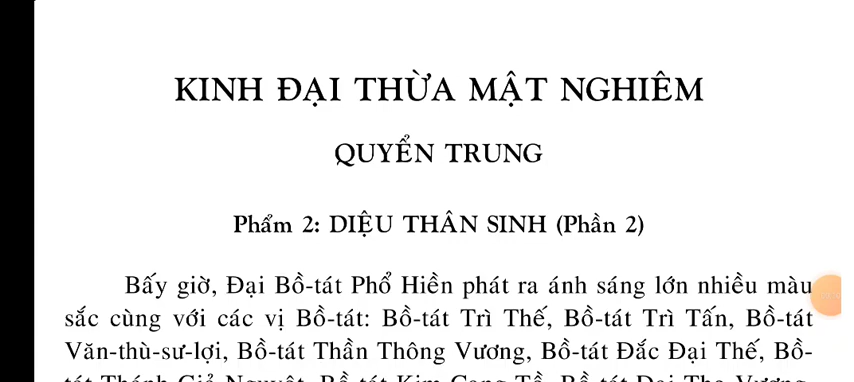 KINH ĐẠI THỪA MẬT NGHIÊM
QUYỂN TRUNG
Phẩm 2: DIỆU THÂN SINH (Phần 2)
Bấy giờ, Đại Bồ-tát Phổ Hiền phát ra ánh sáng lớn nhiều màu
sắc cùng với các vị Bồ-tát: Bồ-tát Trì Thế, Bồ-tát Trì Tấn, Bồ-tát
Văn-thù-sư-lợi, Bồ-tát Thần Thông Vương, Bồ-tát Đắc Đại Thế, Bồ-